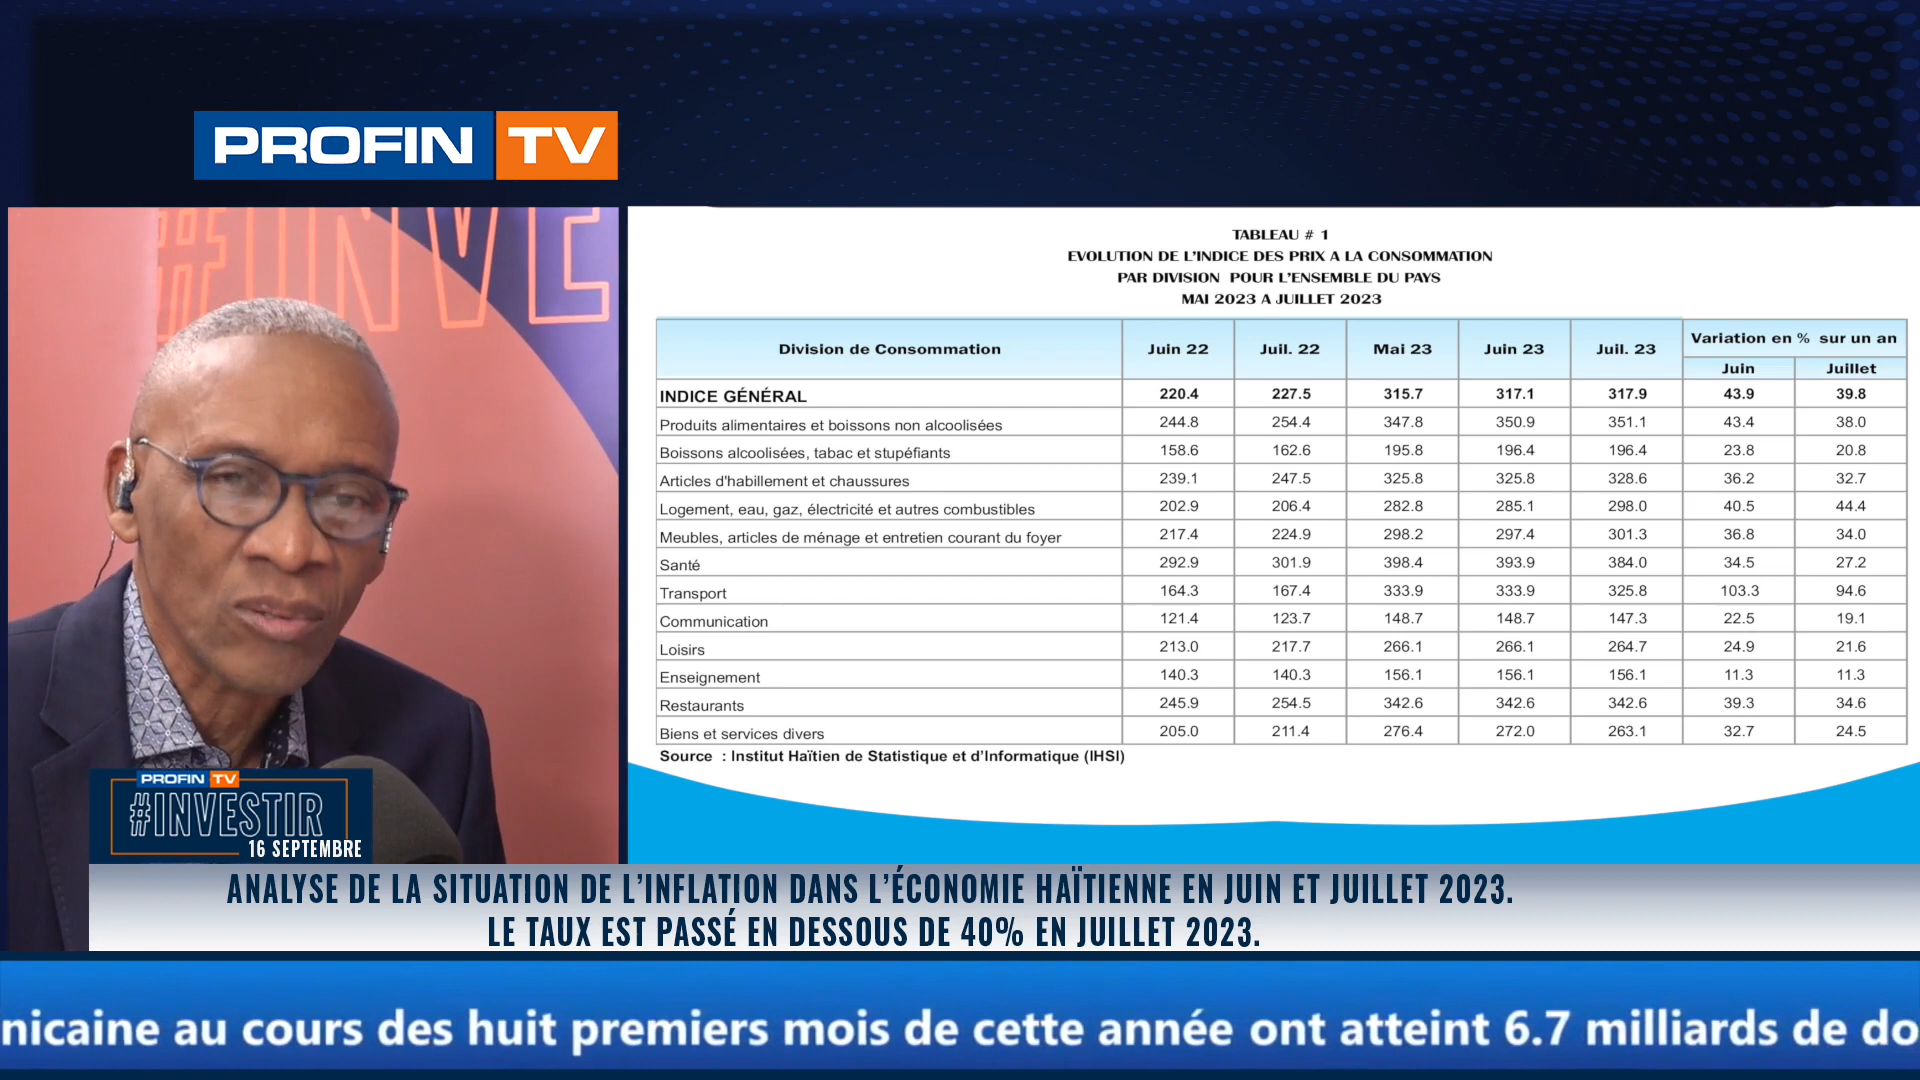 PROFIN TV
#INVE
TABLEAU # 1
EVOLUTION DE L'INDICE DES PRIX A LA CONSOMMATION
PAR DIVISION POUR L'ENSEMBLE DU PAYS
MAI 2023 A JUILLET 2023
Division de Consommation Juin 22 Juil. 22 Mai 23 Juin 23 Juil. 23 Variation en % sur un an
Juin Juillet
INDICE GÉNÉRAL 220.4 227.5 315.7 317.1 317.9 43.9 39.8
Produits alimentaires et boissons non alcoolisées 244.8 254.4 347.8 350.9 351.1 43.4 38.0
Boissons alcoolisées, tabac et stupéfiants 158.6 162.6 195.8 196.4 196.4 23.8 20.8
Articles d'habillement et chaussures 239.1 247.5 325.8 325.8 328.6 36.2 32.7
Logement, eau, gaz, électricité et autres combustibles 202.9 206.4 282.8 285.1 298.0 40.5 44.4
Meubles, articles de ménage et entretien courant du foyer 217.4 224.9 298.2 297.4 301.3 36.8 34.0
Santé 292.9 301.9 398.4 393.9 384.0 34.5 27.2
Transport 164.3 167.4 333.9 333.9 325.8 103.3 94.6
Communication 121.4 123.7 148.7 148.7 147.3 22.5 19.1
Loisirs 213.0 217.7 266.1 266.1 264.7 24.9 21.6
Enseignement 140.3 140.3 156.1 156.1 156.1 11.3 11.3
Restaurants 245.9 254.5 342.6 342.6 342.6 39.3 34.6
Biens et services divers 205.0 211.4 276.4 272.0 263.1 32.7 24.5
Source : Institut Haïtien de Statistique et d'Informatique (IHSI)
PROFIN TV
#INVESTIR
16 SEPTEMBRE
ANALYSE DE LA SITUATION DE L'INFLATION DANS L'ÉCONOMIE HAÏTIENNE EN JUIN ET JUILLET 2023.
LE TAUX EST PASSÉ EN DESSOUS DE 40% EN JUILLET 2023.
nicaine au cours des huit premiers mois de cette année ont atteint 6.7 milliards de do